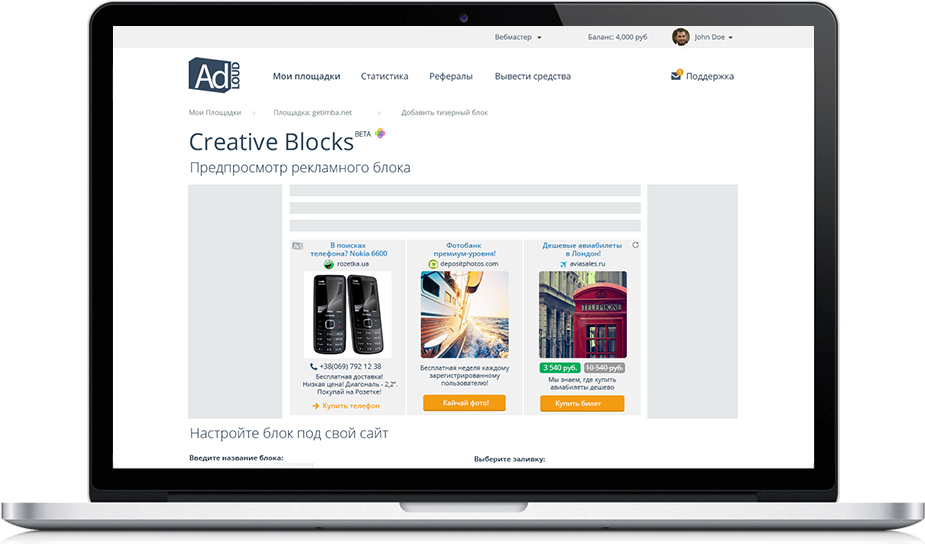 Вебмастер
Баланс: 4,000 руб
John Doe
Ad LOUD
Мои площадки
Статистика
Рефералы
Вывести средства
1
Поддержка
Мои Площадки
Площадка: getimba.net
Добавить тизерный блок
Creative Blocks BETA
Предпросмотр рекламного блока
Ad
В поисках
телефона? Nokia 6600
rozetka.ua
+38(069) 792 12 38
Бесплатная доставка!
Низкая цена! Диагональ - 2,2".
Покупай на Розетке!
Купить телефон
Фотобанк
премиум-уровня!
depositphotos.com
Бесплатная неделя каждому
зарегистрированному
пользователю!
Кайчай фото!
Дешевые авиабилеты
в Лондон!
aviasales.ru
TELEPHONE
3 540 руб.
10 540 руб.
Мы знаем, где купить
авиабилеты дешево
Купить билет
Настройте блок под свой сайт
Введите название блока:
Выберите заливку: